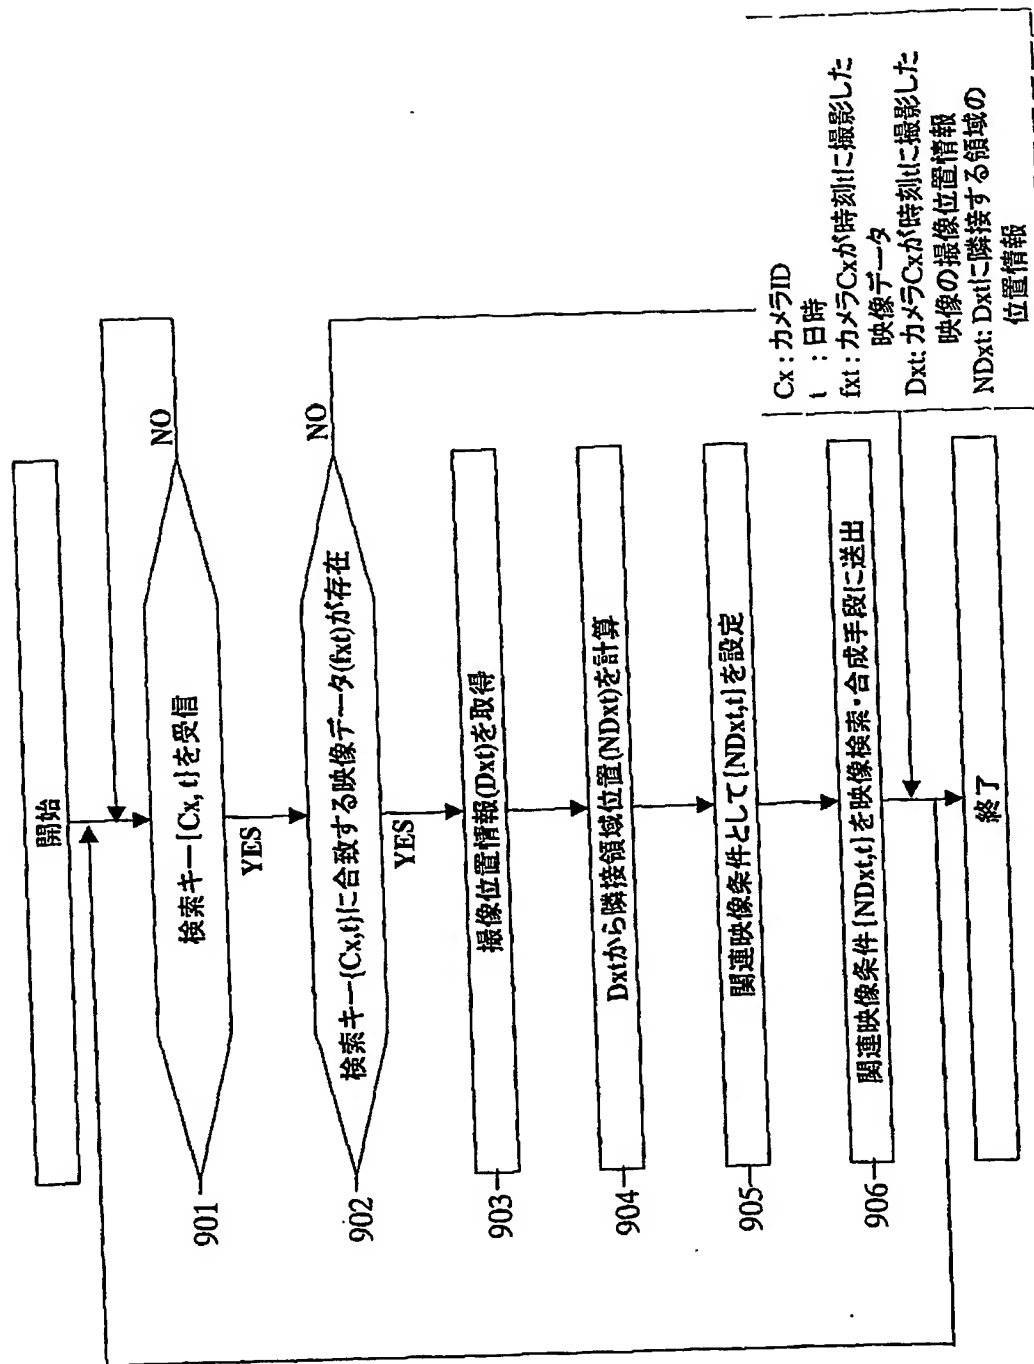 開始
901
検索キー{Cx, t}を受信
NO
YES
902
検索キー{Cx,t}に合致する映像データ(fxt)が存在
NO
YES
903
撮像位置情報(Dxt)を取得
904
Dxtから隣接領域位置(NDxt)を計算
905
関連映像条件として{NDxt,t}を設定
906
関連映像条件{NDxt,t}を映像検索・合成手段に送出
終了
Cx : カメラID
t : 日時
fxt : カメラCxが時刻tに撮影した
映像データ
Dxt: カメラCxが時刻tに撮影した
映像の撮像位置情報
NDxt: Dxtに隣接する領域の
位置情報